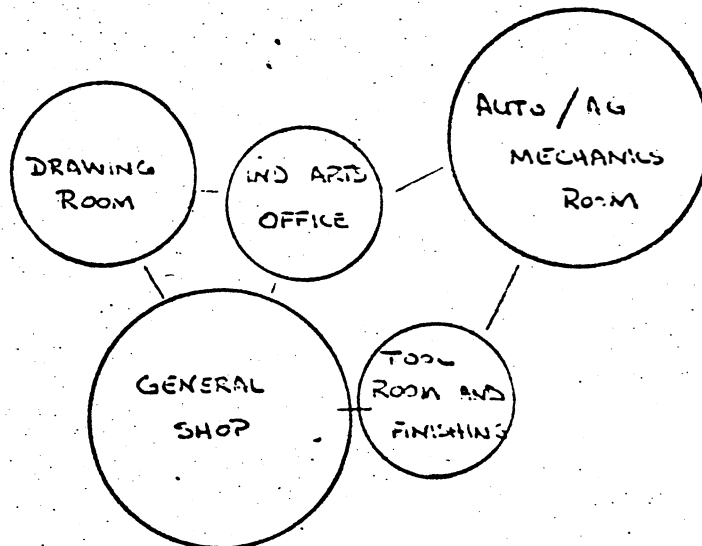 DRAWING
ROOM
IND ARTS
OFFICE
AUTO / AG
MECHANICS
ROOM
GENERAL
SHOP
TOOL
ROOM AND
FINISHING